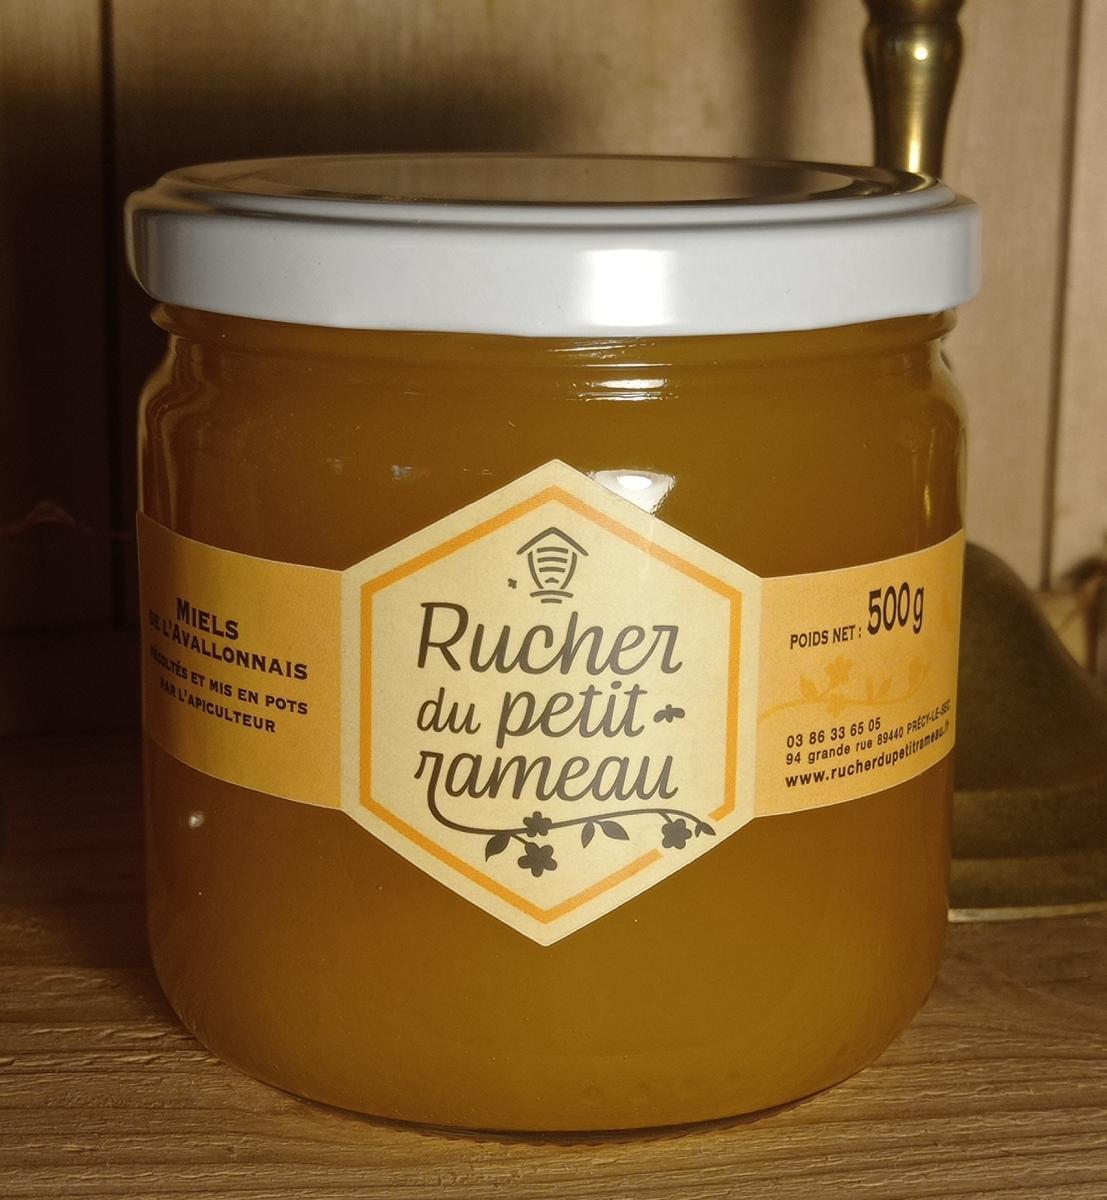 MIELS
DE L'AVALLONNAIS
RÉCOLTÉS ET MIS EN POTS
PAR L'APICULTEUR
Rucher
du petit
rameau
POIDS NET : 500g
03 86 33 65 05
94 grande rue 89440 PRÉCY-LE-SEC
www.rucherdupetitrameau.fr